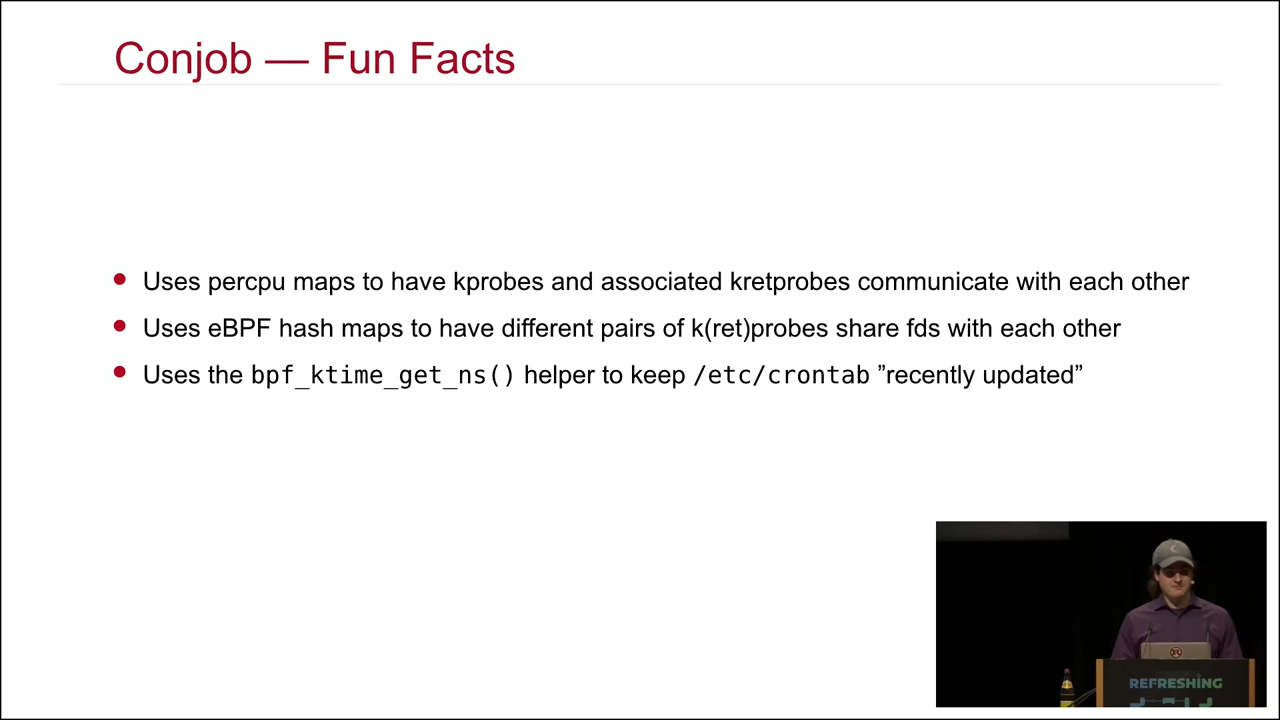 Conjob — Fun Facts
Uses percpu maps to have kprobes and associated kretprobes communicate with each other
Uses eBPF hash maps to have different pairs of k(ret)probes share fds with each other
Uses the bpf_ktime_get_ns() helper to keep /etc/crontab ”recently updated”
REFRESHING